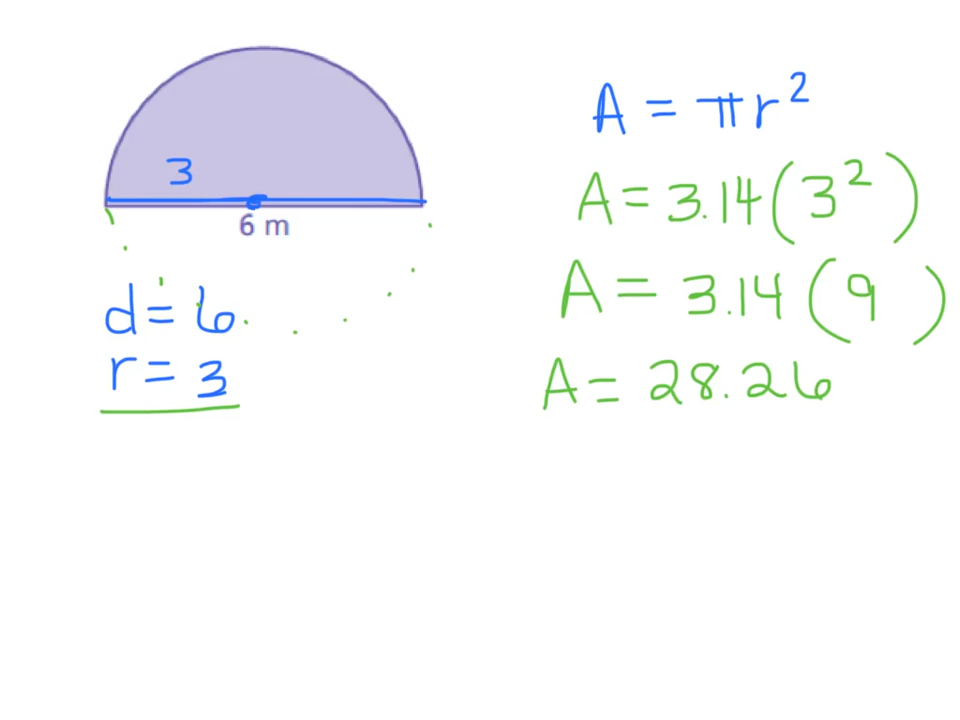 3
6 m
d = 6
r = 3
A = πr²
A = 3.14(3²)
A = 3.14(9)
A = 28.26